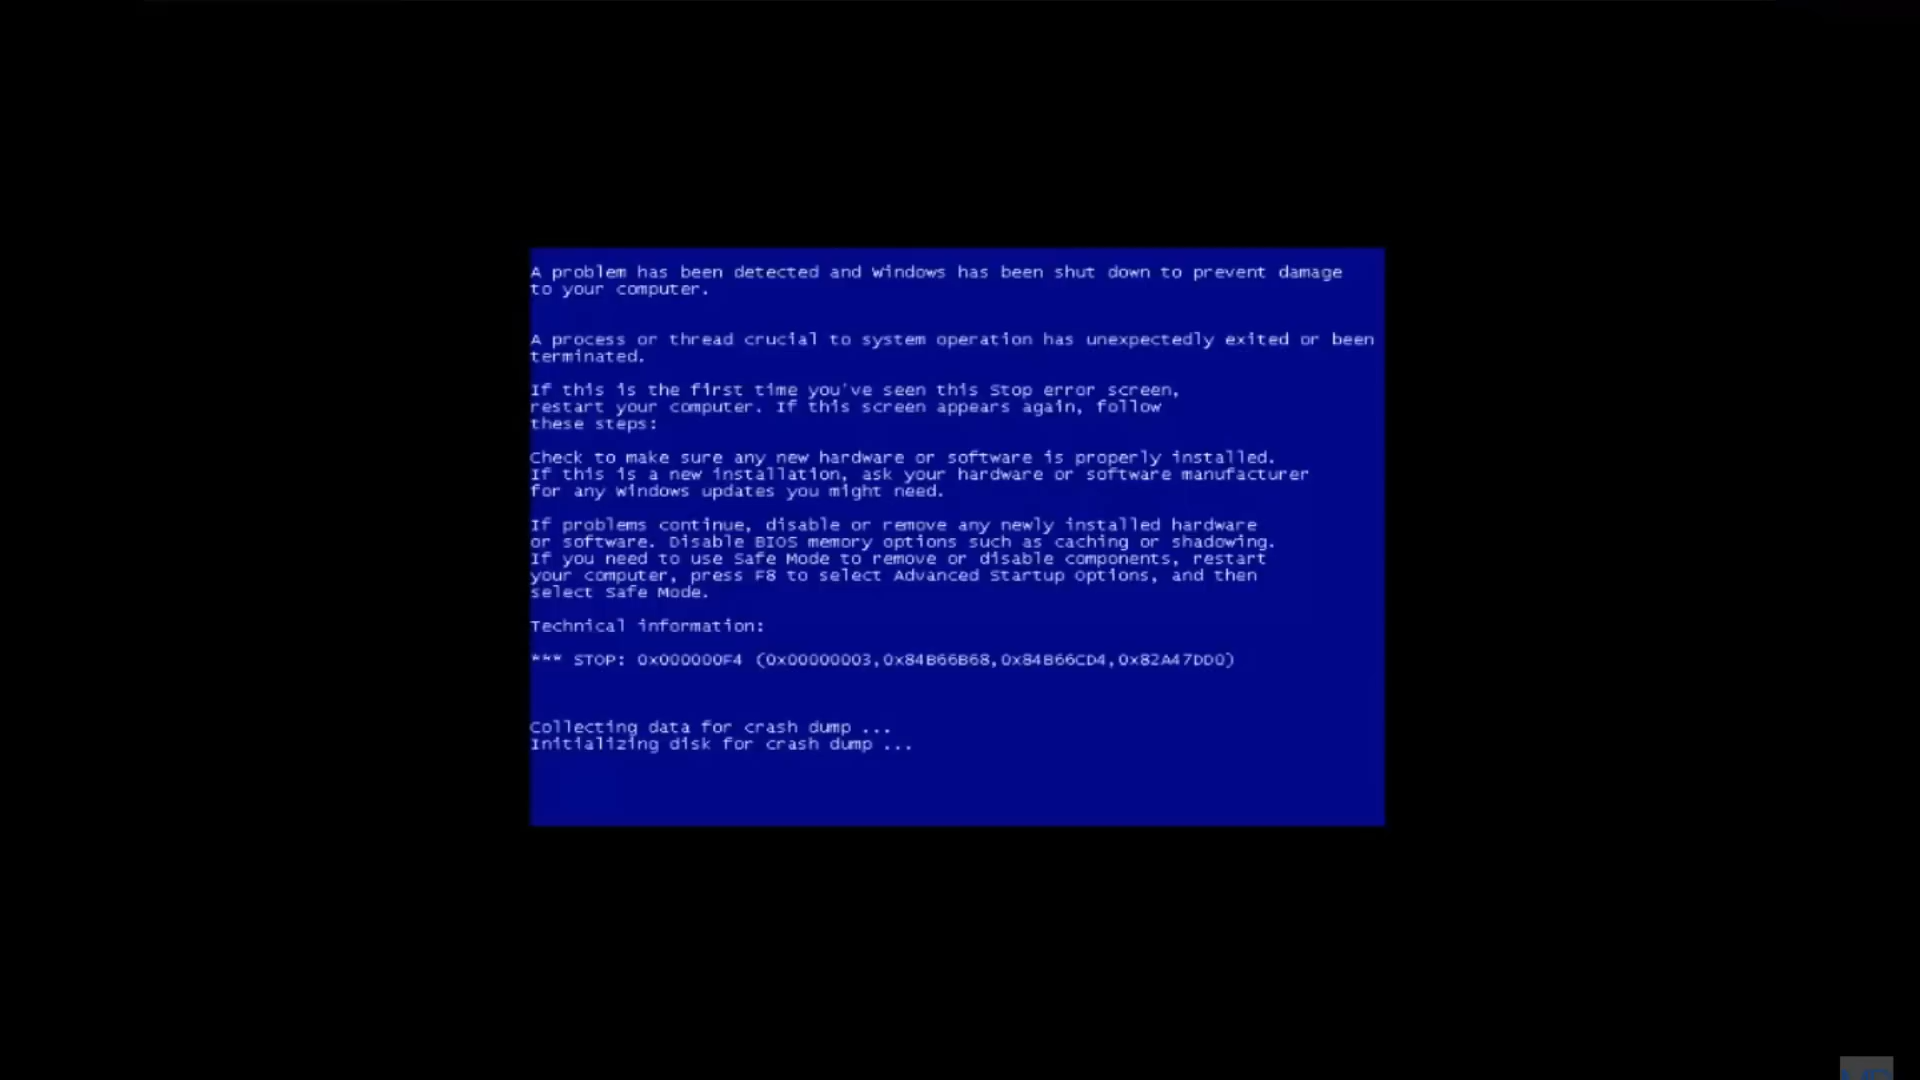 A problem has been detected and Windows has been shut down to prevent damage
to your computer.
A process or thread crucial to system operation has unexpectedly exited or been
terminated.
If this is the first time you've seen this Stop error screen,
restart your computer. If this screen appears again, follow
these steps:
Check to make sure any new hardware or software is properly installed.
If this is a new installation, ask your hardware or software manufacturer
for any Windows updates you might need.
If problems continue, disable or remove any newly installed hardware
or software. Disable BIOS memory options such as caching or shadowing.
If you need to use Safe Mode to remove or disable components, restart
your computer, press F8 to select Advanced Startup Options, and then
select Safe Mode.
Technical information:
*** STOP: 0x000000F4 (0x00000003,0x84B66B68,0x84B66CD4,0x82A47DD0)
Collecting data for crash dump ...
Initializing disk for crash dump ...